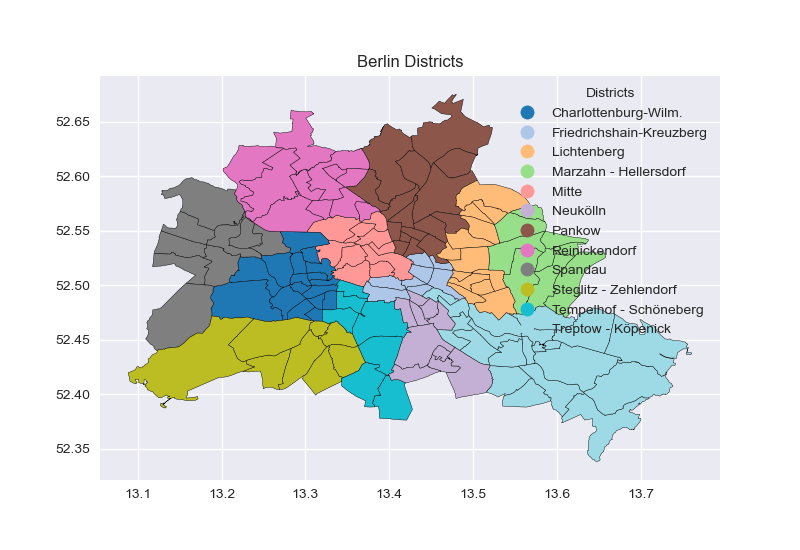 Berlin Districts
Districts
Charlottenburg-Wilm.
Friedrichshain-Kreuzberg
Lichtenberg
Marzahn - Hellersdorf
Mitte
Neukölln
Pankow
Reinickendorf
Spandau
Steglitz - Zehlendorf
Tempelhof - Schöneberg
Treptow - Köpenick
52.65
52.60
52.55
52.50
52.45
52.40
52.35
13.1 13.2 13.3 13.4 13.5 13.6 13.7